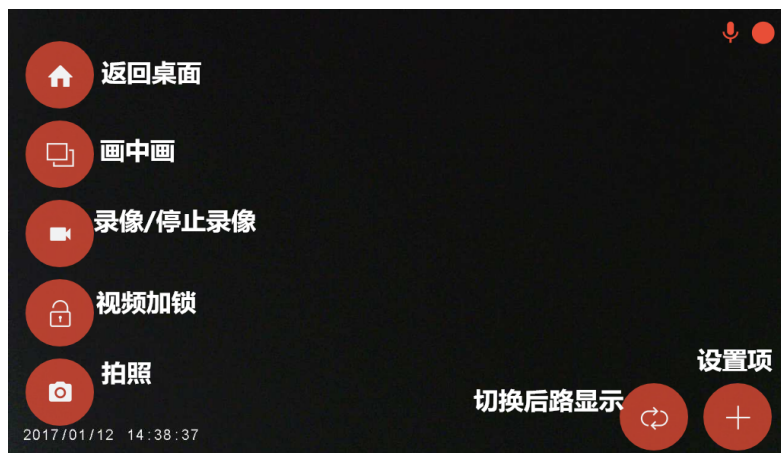 返回桌面
画中画
录像/停止录像
视频加锁
拍照
设置项
切换后路显示
2017/01/12 14:38:37